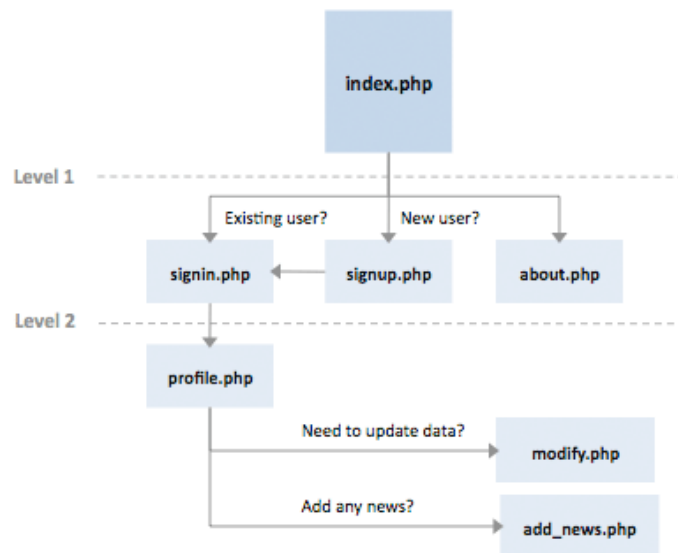 index.php
Level 1
Existing user?
New user?
signin.php
signup.php
about.php
Level 2
profile.php
Need to update data?
modify.php
Add any news?
add_news.php